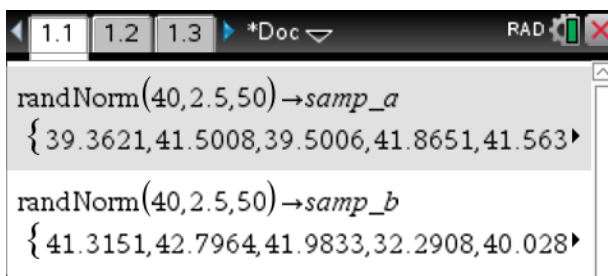 1.1 1.2 1.3 *Doc RAD
randNorm(40,2.5,50)→samp_a
{39.3621,41.5008,39.5006,41.8651,41.563▶
randNorm(40,2.5,50)→samp_b
{41.3151,42.7964,41.9833,32.2908,40.028▶